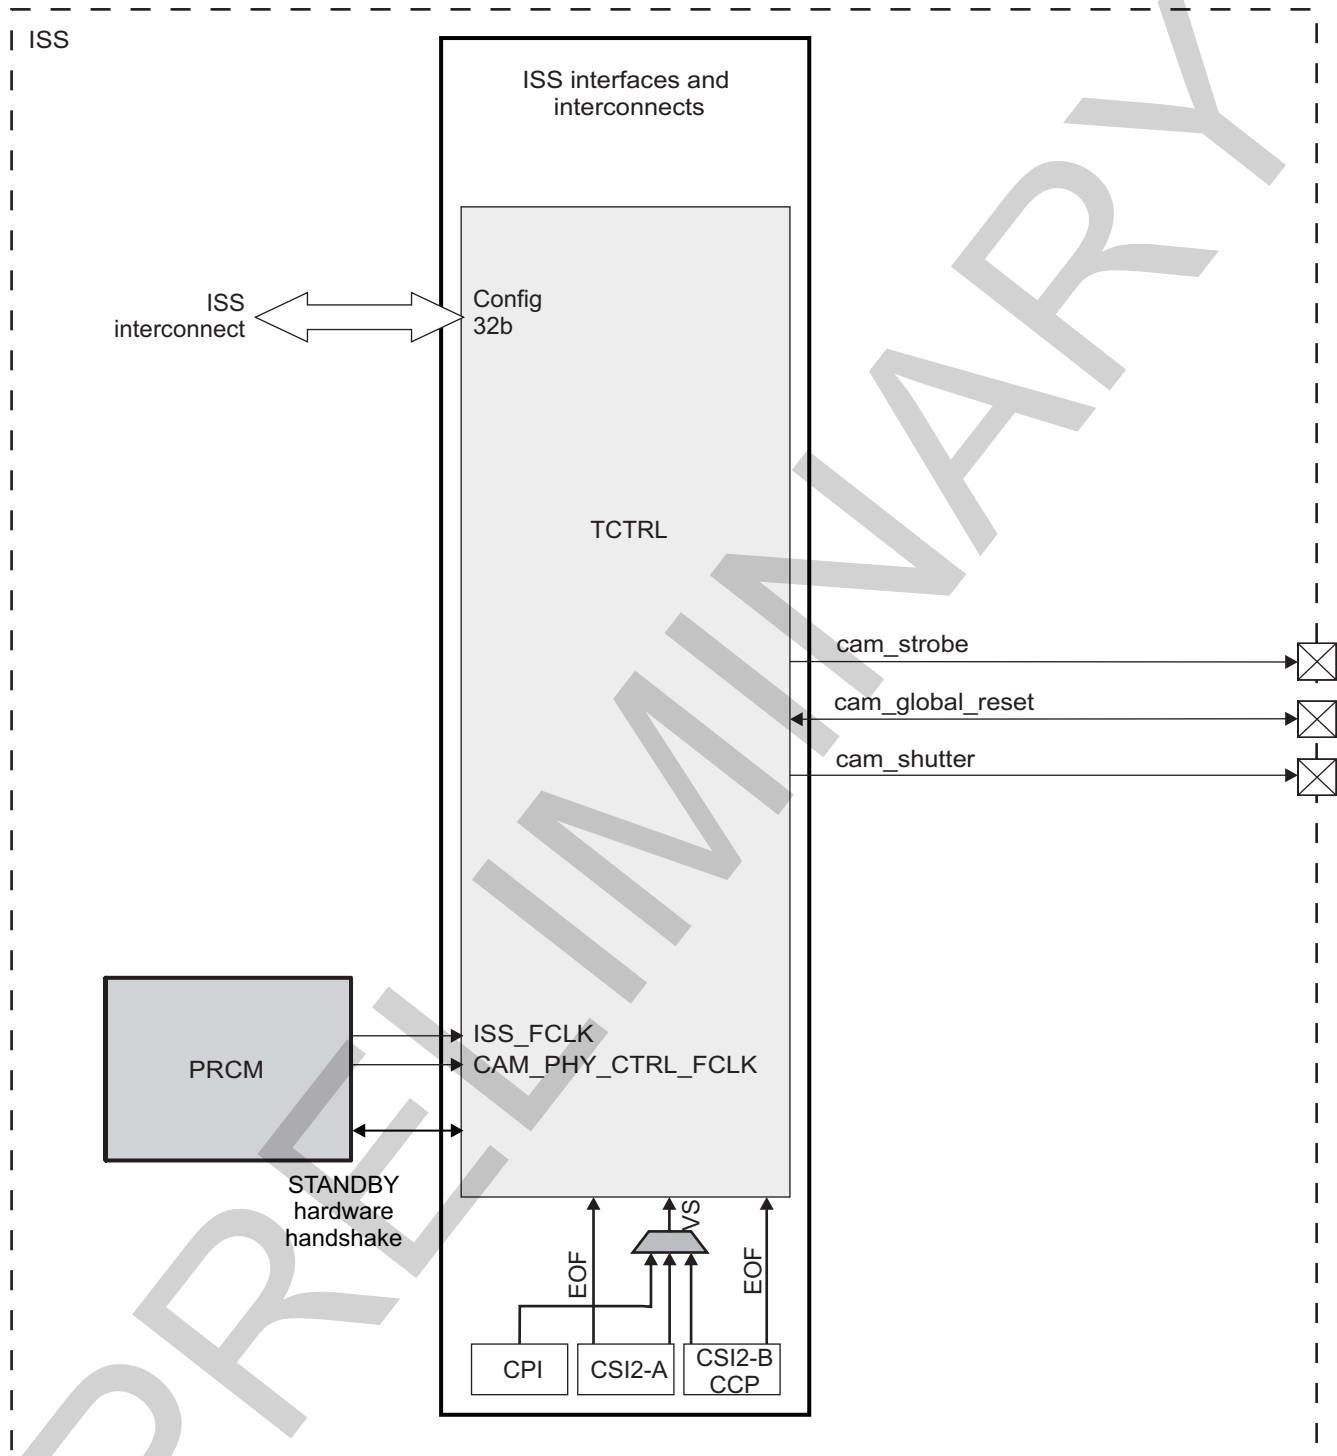 ISS
ISS interfaces and
interconnects
ISS
interconnect
Config
32b
TCTRL
cam_strobe
cam_global_reset
cam_shutter
PRCM
ISS_FCLK
CAM_PHY_CTRL_FCLK
STANDBY
hardware
handshake
EOF
VS
EOF
CPI
CSI2-A
CSI2-B
CCP
PRELIMINARY